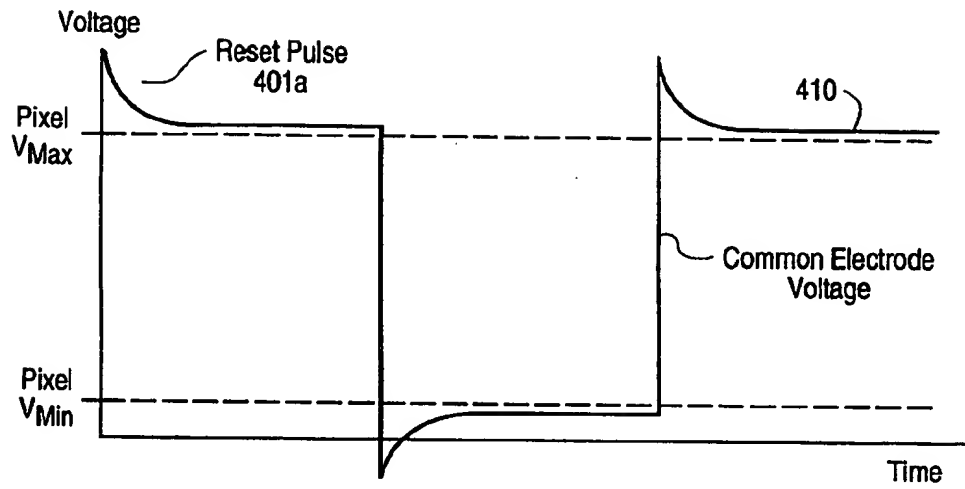 Voltage
Reset Pulse
401a
410
Pixel
VMax
Common Electrode
Voltage
Pixel
VMin
Time